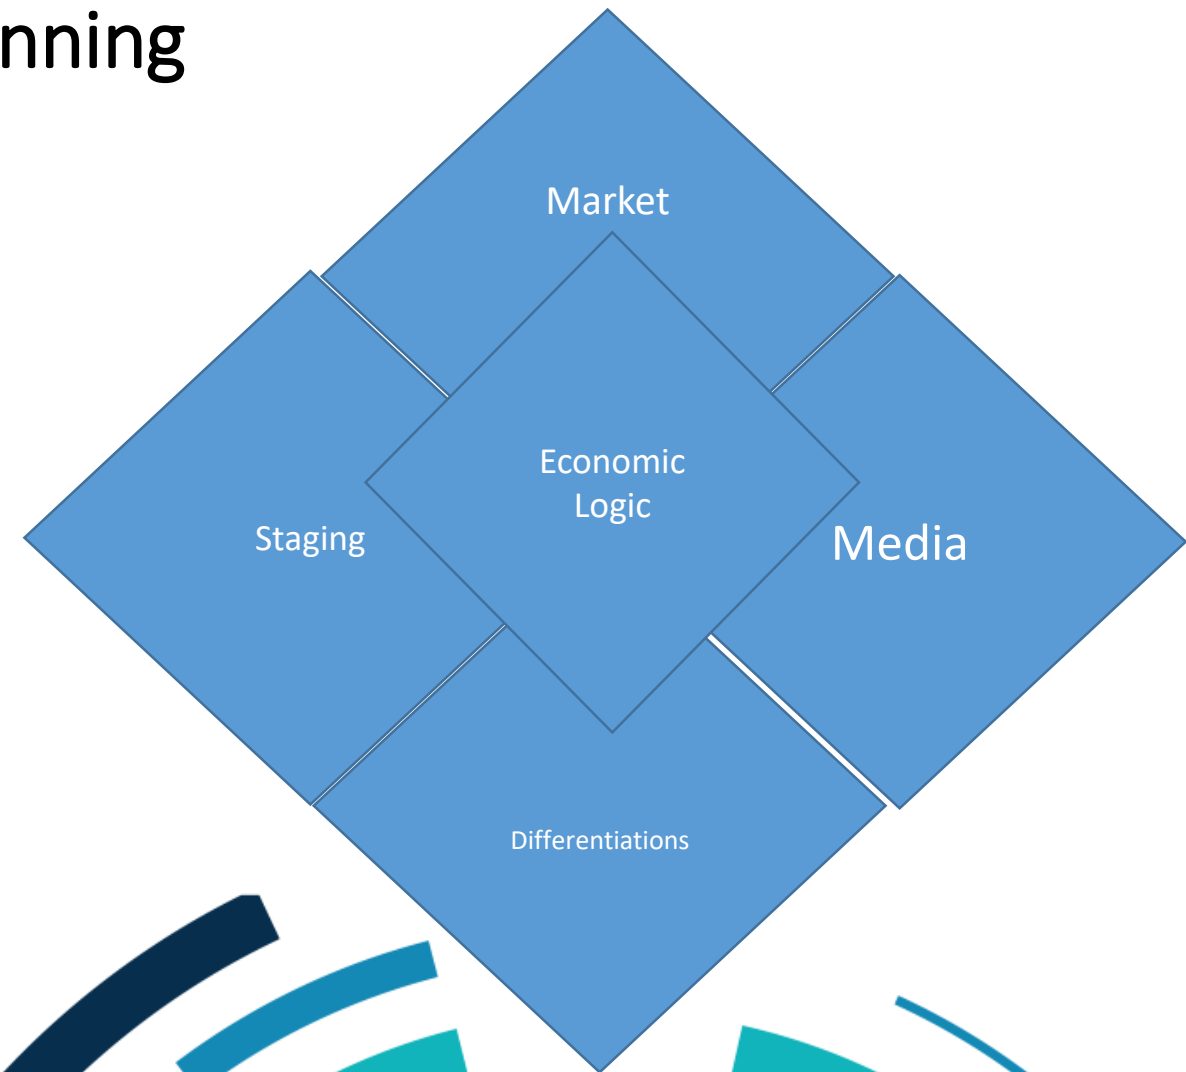 nning
Market
Economic
Logic
Staging
Media
Differentiations